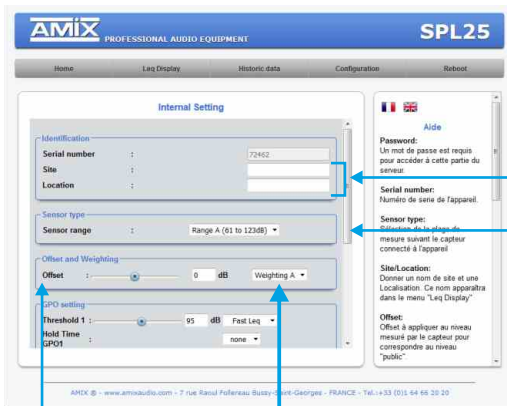 AMIX PROFESSIONAL AUDIO EQUIPMENT
SPL25
Home Leq Display Historic data Configuration Reboot
Internal Setting
Identification
Serial number : 72462
Site :
Location :
Sensor type
Sensor range : Range A (61 to 123dB)
Offset and Weighting
Offset : 0 dB Weighting A
GPO setting
Threshold 1 : 95 dB Fast Leq
Hold Time GPO1 : none
Aide
Password:
Un mot de passe est requis
pour accéder à cette partie du
serveur.
Serial number:
Numéro de serie de l'appareil.
Sensor type:
Sélection de la plage de
mesure suivant le capteur
connecté à l'appareil
Site/Location:
Donner un nom de site et une
Localisation. Ce nom apparaîtra
dans le menu "Leq Display"
Offset:
Offset à appliquer au niveau
mesuré par le capteur pour
correspondre au niveau
"public"
AMIX ® - www.amixaudio.com - 7 rue Raoul Follereau Bussy-Saint-Georges - FRANCE - Tel.:+33 (0)1 64 66 20 20